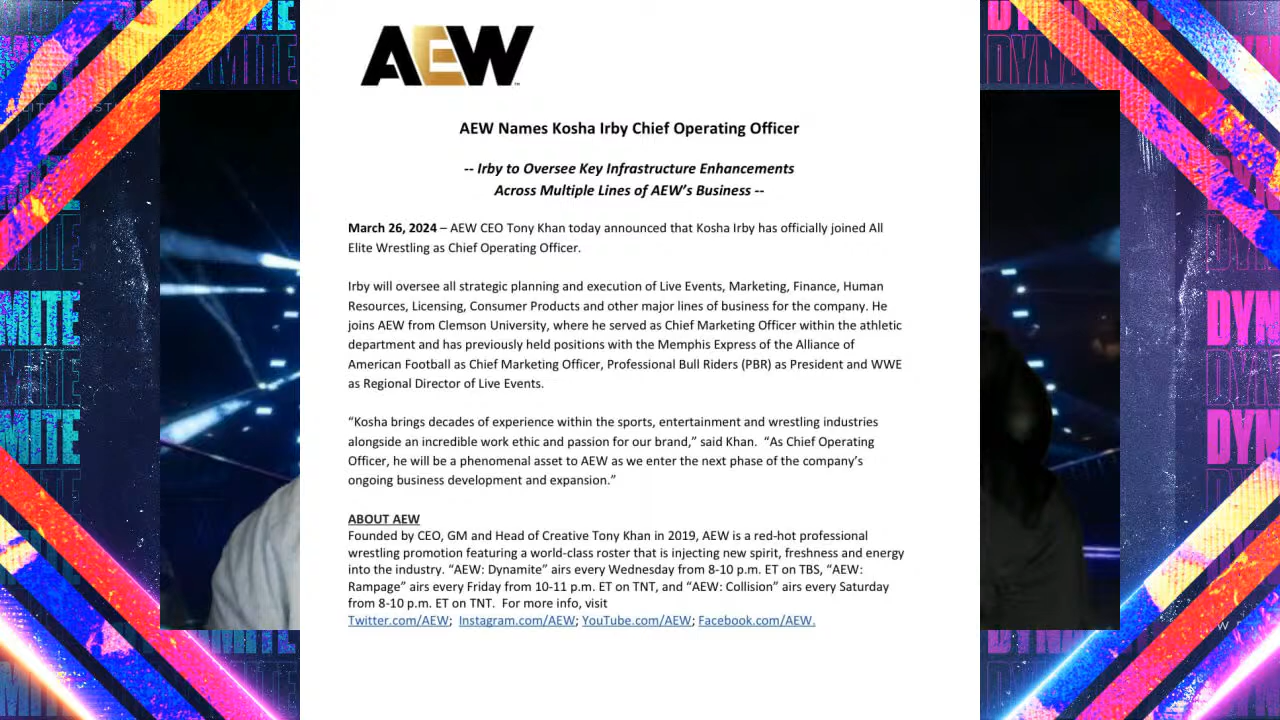 AEW
AEW Names Kosha Irby Chief Operating Officer
-- Irby to Oversee Key Infrastructure Enhancements
Across Multiple Lines of AEW's Business --
March 26, 2024 – AEW CEO Tony Khan today announced that Kosha Irby has officially joined All
Elite Wrestling as Chief Operating Officer.
Irby will oversee all strategic planning and execution of Live Events, Marketing, Finance, Human
Resources, Licensing, Consumer Products and other major lines of business for the company. He
joins AEW from Clemson University, where he served as Chief Marketing Officer within the athletic
department and has previously held positions with the Memphis Express of the Alliance of
American Football as Chief Marketing Officer, Professional Bull Riders (PBR) as President and WWE
as Regional Director of Live Events.
“Kosha brings decades of experience within the sports, entertainment and wrestling industries
alongside an incredible work ethic and passion for our brand,” said Khan.  “As Chief Operating
Officer, he will be a phenomenal asset to AEW as we enter the next phase of the company’s
ongoing business development and expansion.”
ABOUT AEW
Founded by CEO, GM and Head of Creative Tony Khan in 2019, AEW is a red-hot professional
wrestling promotion featuring a world-class roster that is injecting new spirit, freshness and energy
into the industry. “AEW: Dynamite” airs every Wednesday from 8-10 p.m. ET on TBS, “AEW:
Rampage” airs every Friday from 10-11 p.m. ET on TNT, and “AEW: Collision” airs every Saturday
from 8-10 p.m. ET on TNT.  For more info, visit
Twitter.com/AEW;  Instagram.com/AEW; YouTube.com/AEW; Facebook.com/AEW.
DYNAMITE
MITE
MITE
DYN
DYN